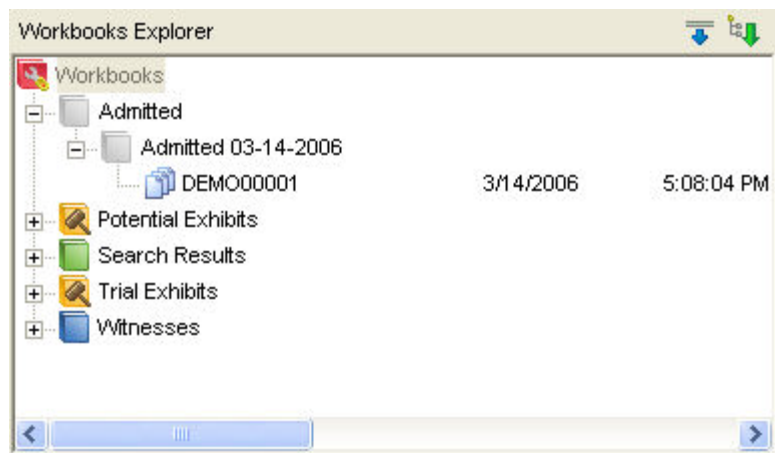 Workbooks Explorer
Workbooks
Admitted
Admitted 03-14-2006
DEMO00001 3/14/2006 5:08:04 PM
Potential Exhibits
Search Results
Trial Exhibits
Witnesses